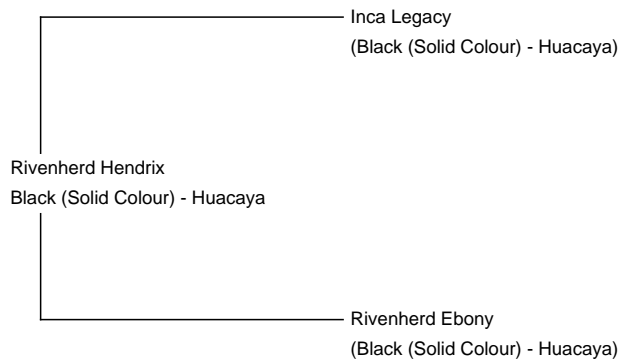 Inca Legacy
(Black (Solid Colour) - Huacaya)
Rivenherd Hendrix
Black (Solid Colour) - Huacaya
Rivenherd Ebony
(Black (Solid Colour) - Huacaya)